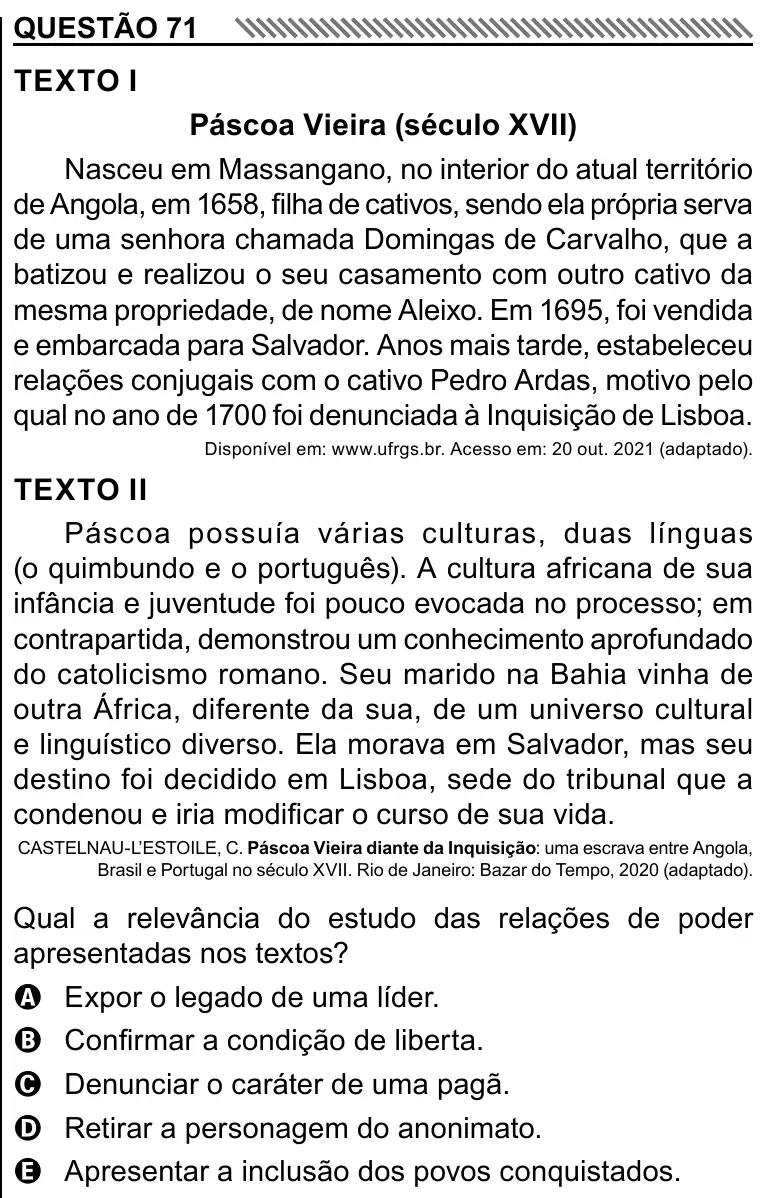 QUESTÃO 71
TEXTO I
Páscoa Vieira (século XVII)
Nasceu em Massangano, no interior do atual território
de Angola, em 1658, filha de cativos, sendo ela própria serva
de uma senhora chamada Domingas de Carvalho, que a
batizou e realizou o seu casamento com outro cativo da
mesma propriedade, de nome Aleixo. Em 1695, foi vendida
e embarcada para Salvador. Anos mais tarde, estabeleceu
relações conjugais com o cativo Pedro Ardas, motivo pelo
qual no ano de 1700 foi denunciada à Inquisição de Lisboa.
Disponível em: www.ufrgs.br. Acesso em: 20 out. 2021 (adaptado).
TEXTO II
Páscoa possuía várias culturas, duas línguas
(o quimbundo e o português). A cultura africana de sua
infância e juventude foi pouco evocada no processo; em
contrapartida, demonstrou um conhecimento aprofundado
do catolicismo romano. Seu marido na Bahia vinha de
outra África, diferente da sua, de um universo cultural
e linguístico diverso. Ela morava em Salvador, mas seu
destino foi decidido em Lisboa, sede do tribunal que a
condenou e iria modificar o curso de sua vida.
CASTELNAU-L'ESTOILE, C. Páscoa Vieira diante da Inquisição: uma escrava entre Angola,
Brasil e Portugal no século XVII. Rio de Janeiro: Bazar do Tempo, 2020 (adaptado).
Qual a relevância do estudo das relações de poder
apresentadas nos textos?
A Expor o legado de uma líder.
B Confirmar a condição de liberta.
C Denunciar o caráter de uma pagã.
D Retirar a personagem do anonimato.
E Apresentar a inclusão dos povos conquistados.